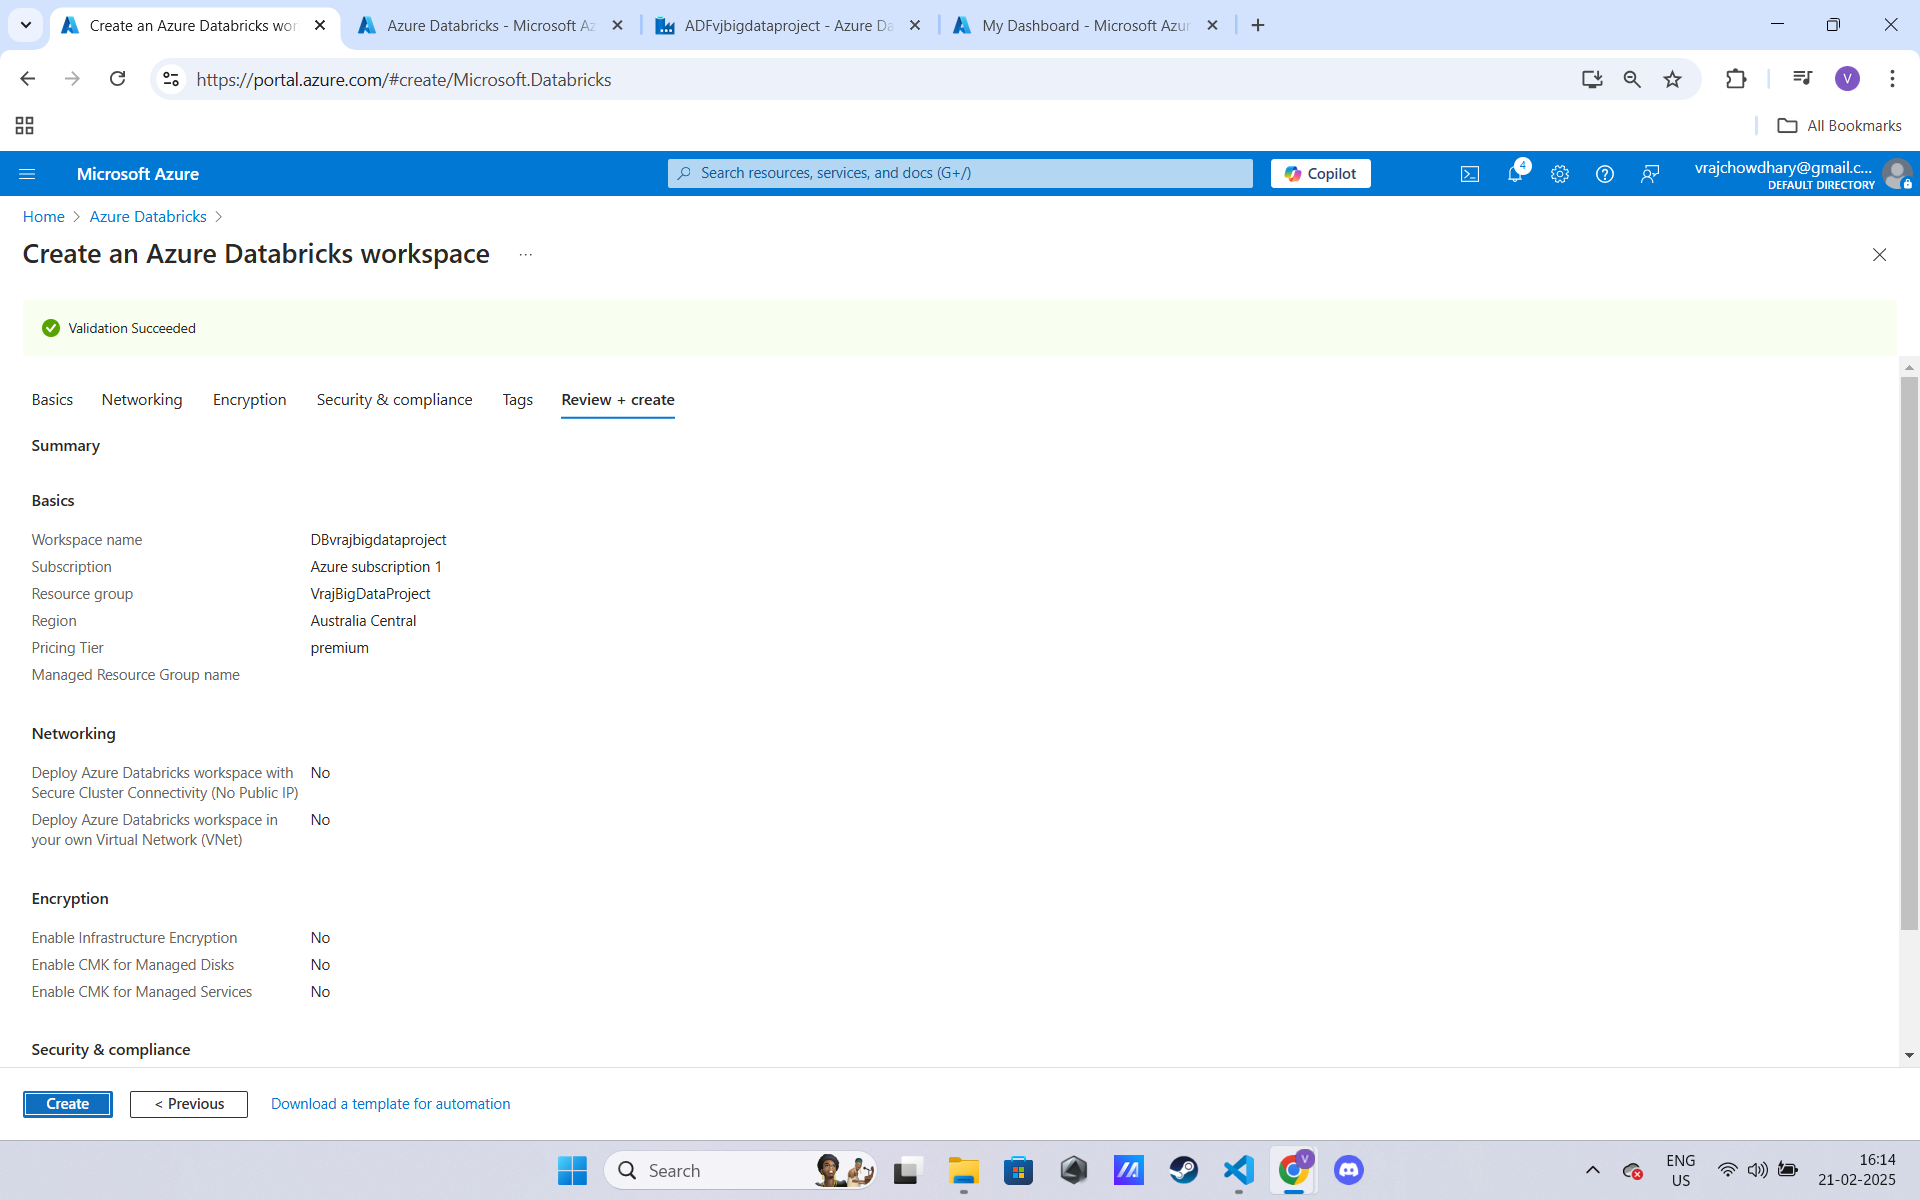 Create an Azure Databricks wor
Azure Databricks - Microsoft Az
ADFvjbigdataproject - Azure Da
My Dashboard - Microsoft Azur
https://portal.azure.com/#create/Microsoft.Databricks
V
All Bookmarks
Microsoft Azure
Search resources, services, and docs (G+/)
Copilot
4
vrajchowdhary@gmail.c...
DEFAULT DIRECTORY
Home > Azure Databricks >
Create an Azure Databricks workspace ...
Validation Succeeded
Basics Networking Encryption Security & compliance Tags Review + create
Summary
Basics
Workspace name DBvrajbigdataproject
Subscription Azure subscription 1
Resource group VrajBigDataProject
Region Australia Central
Pricing Tier premium
Managed Resource Group name
Networking
Deploy Azure Databricks workspace with No
Secure Cluster Connectivity (No Public IP)
Deploy Azure Databricks workspace in No
your own Virtual Network (VNet)
Encryption
Enable Infrastructure Encryption No
Enable CMK for Managed Disks No
Enable CMK for Managed Services No
Security & compliance
Create < Previous Download a template for automation
Search
V
ENG
US
16:14
21-02-2025